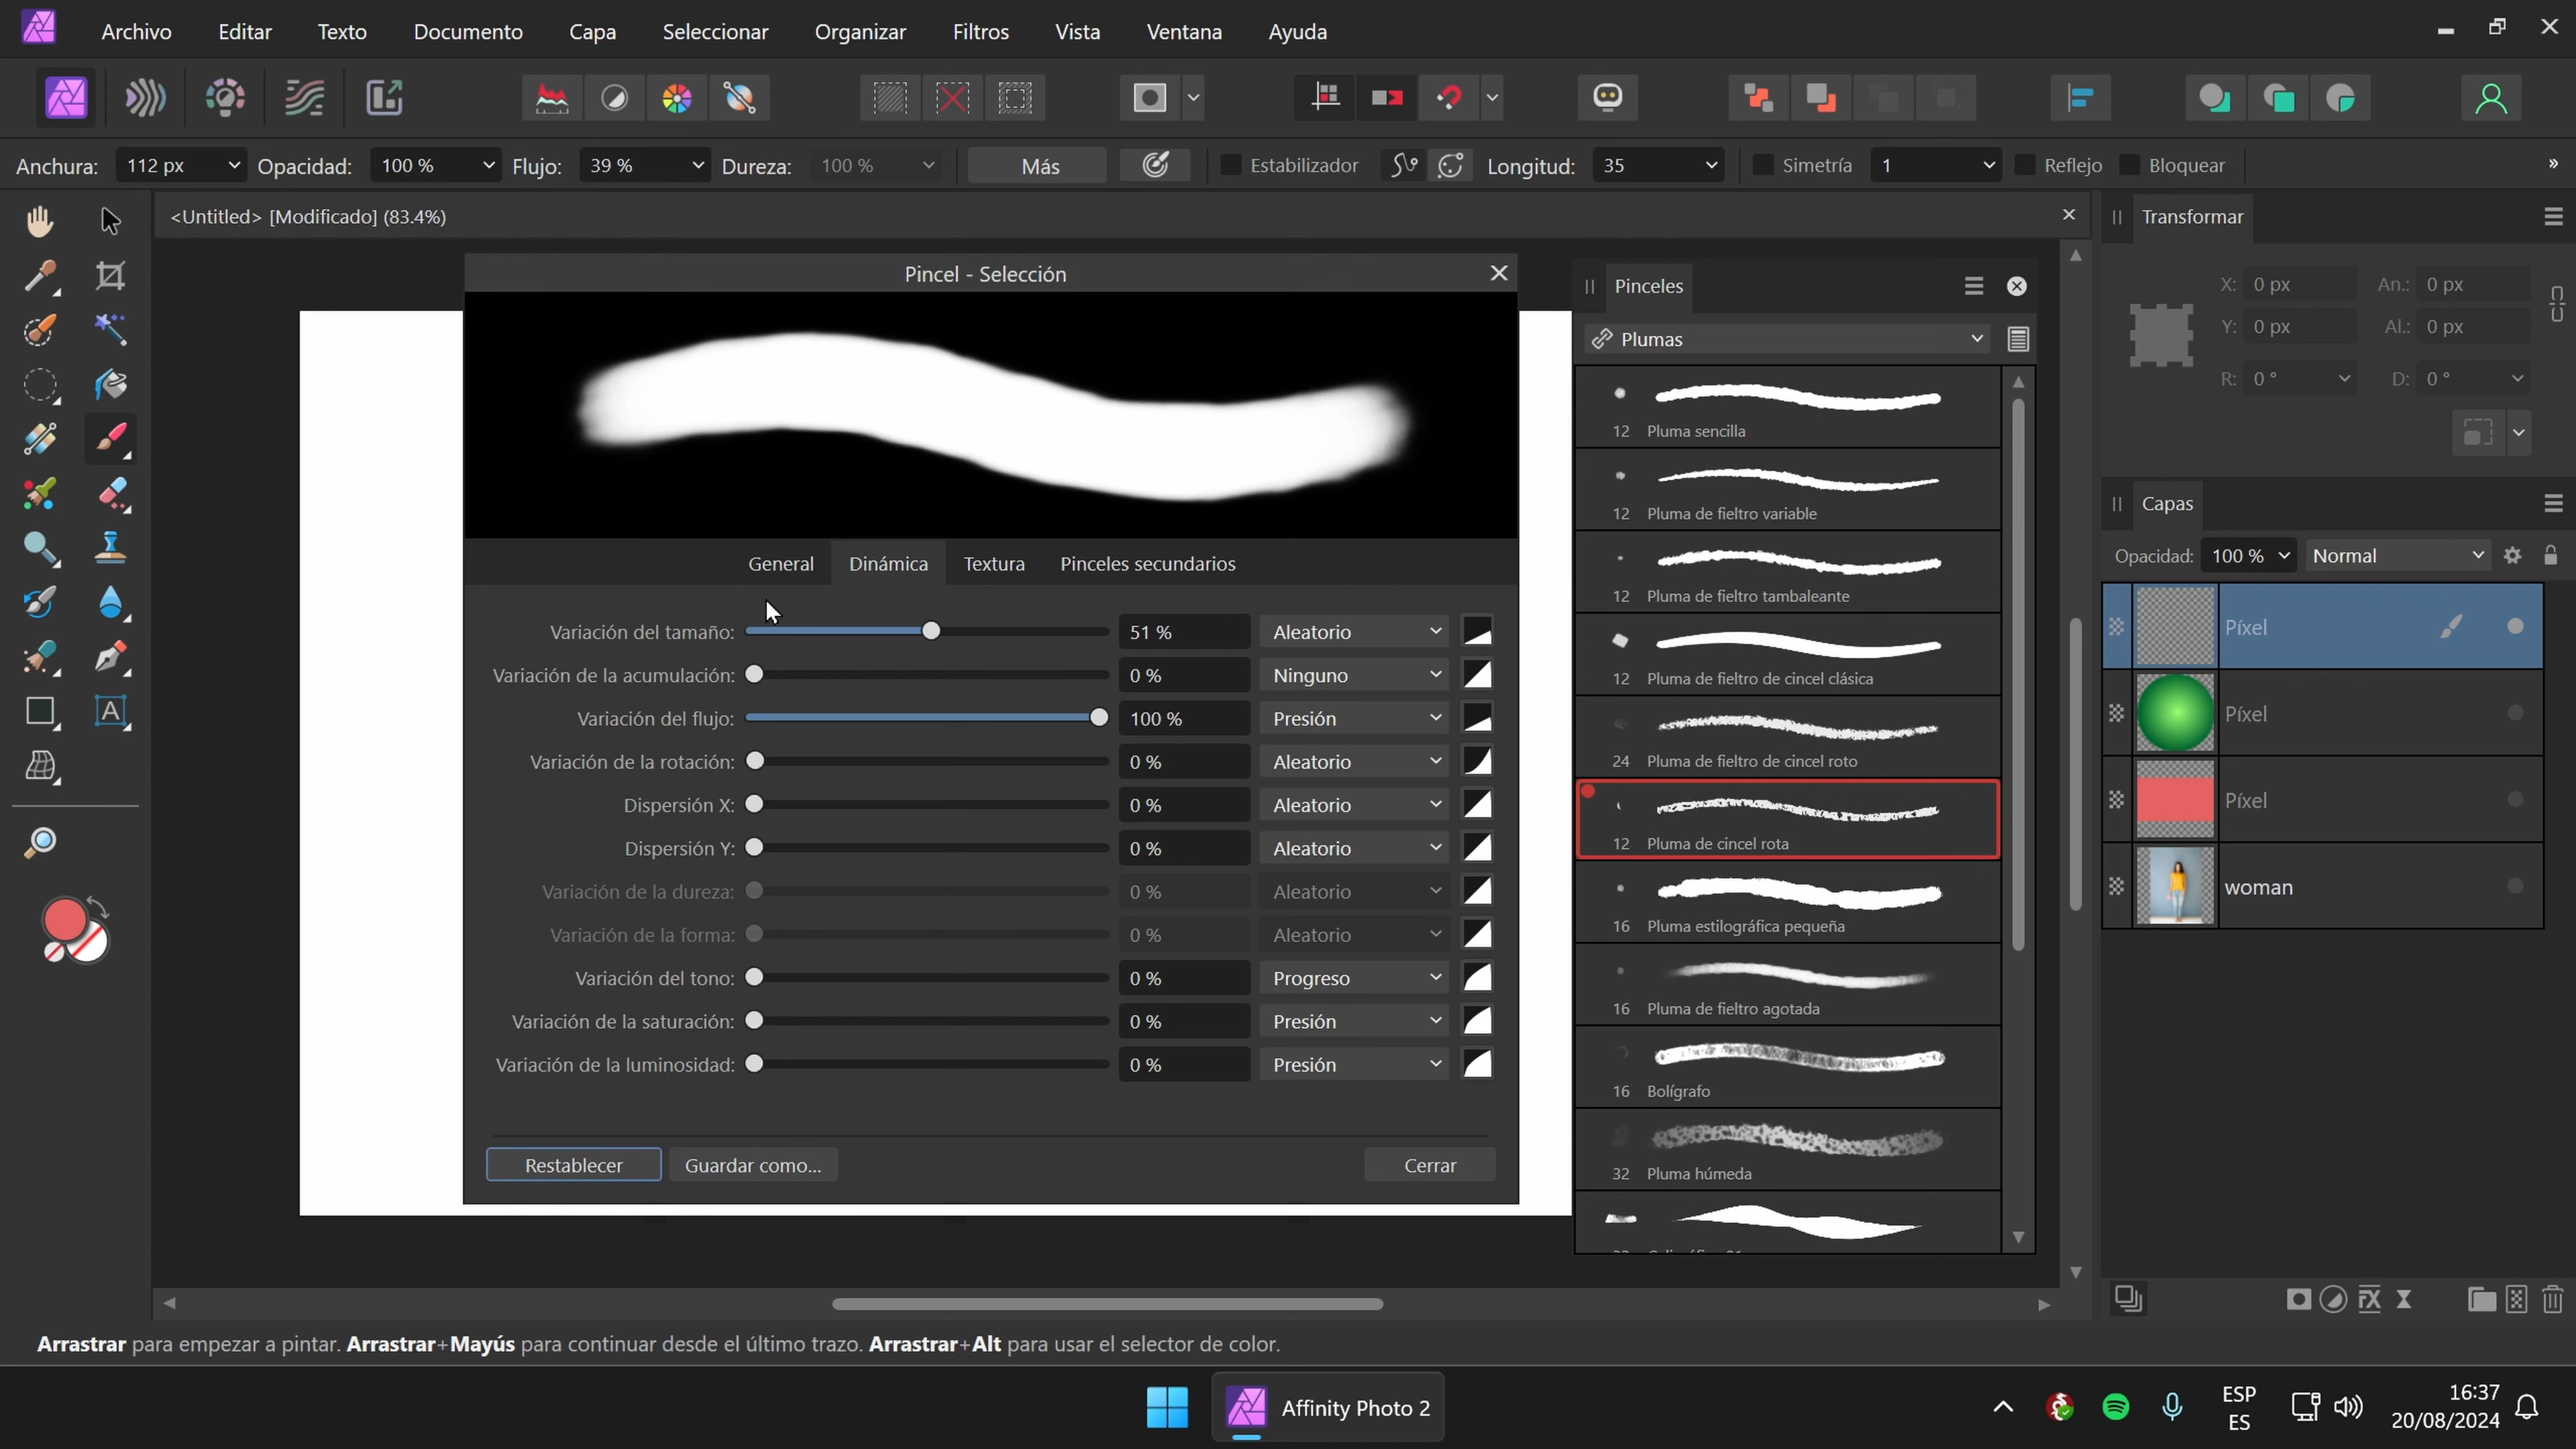 Archivo Editar Texto Documento Capa Seleccionar Organizar Filtros Vista Ventana Ayuda
Anchura: 112 px Opacidad: 100 % Flujo: 39 % Dureza: 100 % Más Estabilizador Longitud: 35 Simetría 1 Reflejo Bloquear »
<Untitled> [Modificado] (83.4%)
Pincel - Selección
General Dinámica Textura Pinceles secundarios
Variación del tamaño: 51 % Aleatorio
Variación de la acumulación: 0 % Ninguno
Variación del flujo: 100 % Presión
Variación de la rotación: 0 % Aleatorio
Dispersión X: 0 % Aleatorio
Dispersión Y: 0 % Aleatorio
Variación de la dureza: 0 % Aleatorio
Variación de la forma: 0 % Aleatorio
Variación del tono: 0 % Progreso
Variación de la saturación: 0 % Presión
Variación de la luminosidad: 0 % Presión
Restablecer Guardar como... Cerrar
Pinceles
Plumas
12 Pluma sencilla
12 Pluma de fieltro variable
12 Pluma de fieltro tambaleante
12 Pluma de fieltro de cincel clásica
24 Pluma de fieltro de cincel roto
12 Pluma de cincel rota
16 Pluma estilográfica pequeña
16 Pluma de fieltro agotada
16 Bolígrafo
32 Pluma húmeda
Transformar
X: 0 px An.: 0 px
Y: 0 px Al.: 0 px
R: 0 ° D: 0 °
Capas
Opacidad: 100 % Normal
Píxel
Píxel
Píxel
woman
Arrastrar para empezar a pintar. Arrastrar+Mayús para continuar desde el último trazo. Arrastrar+Alt para usar el selector de color.
Affinity Photo 2
ESP
ES
16:37
20/08/2024